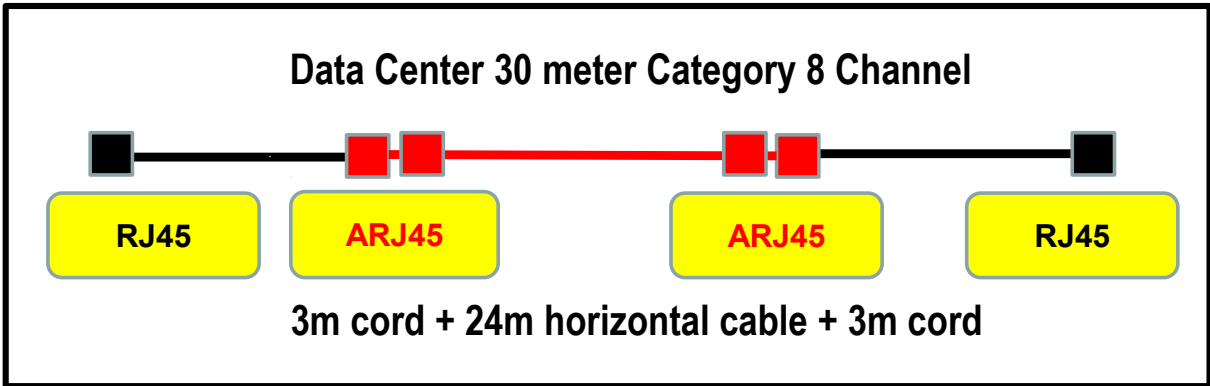 Data Center 30 meter Category 8 Channel
RJ45
ARJ45
ARJ45
RJ45
3m cord + 24m horizontal cable + 3m cord